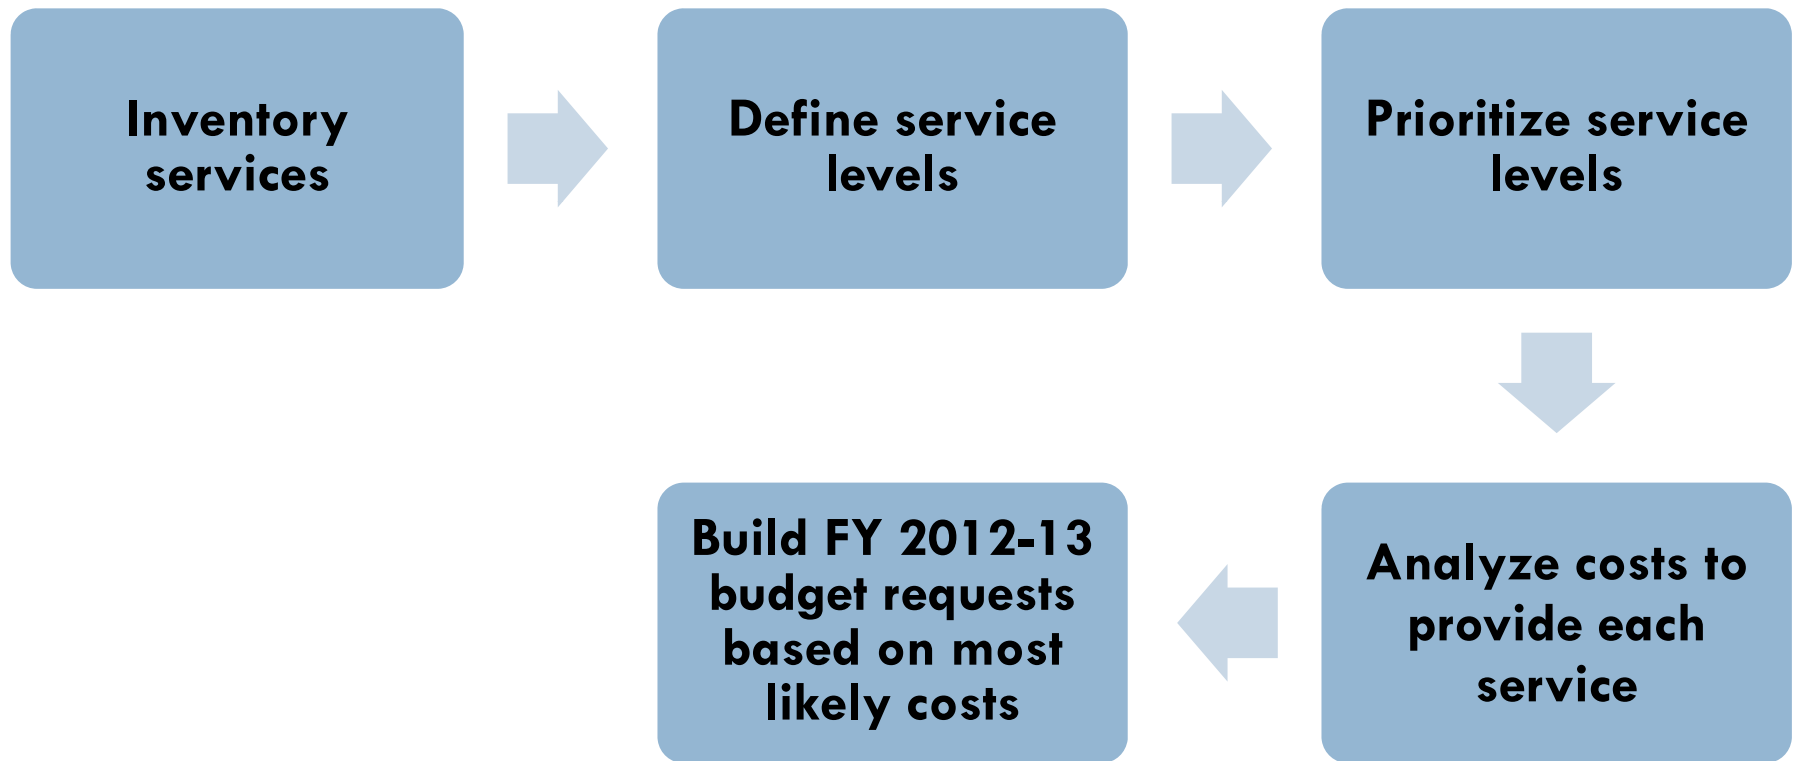 Inventory
services
Define service
levels
Prioritize service
levels
Analyze costs to
provide each
service
Build FY 2012-13
budget requests
based on most
likely costs